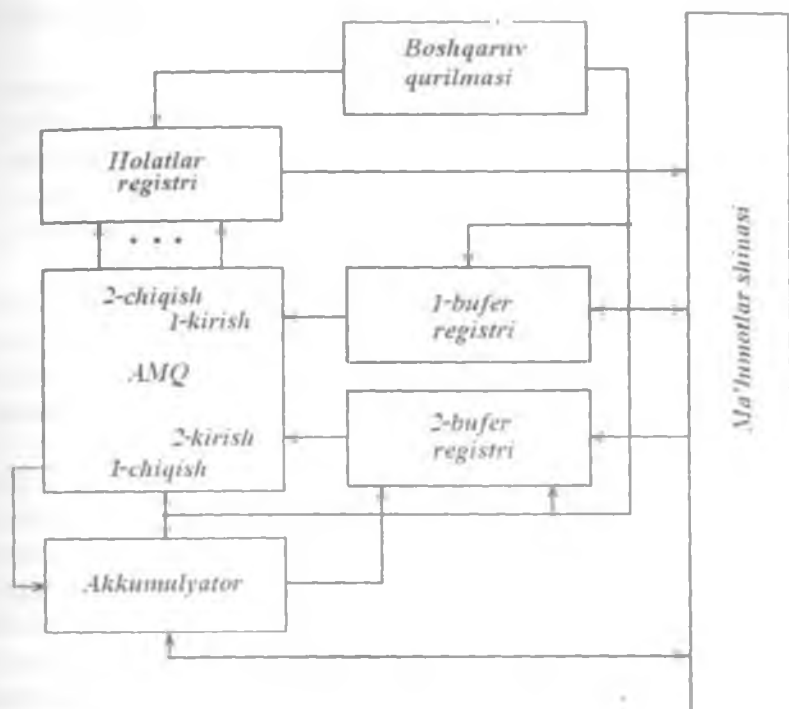 Boshqaruv
qurilmasi
Holatlar
registri
2-chiqish
1-kirish
AMQ
2-kirish
1-chiqish
1-bufer
registri
2-bufer
registri
Akkumulyator
Ma'lumotlar shinasi